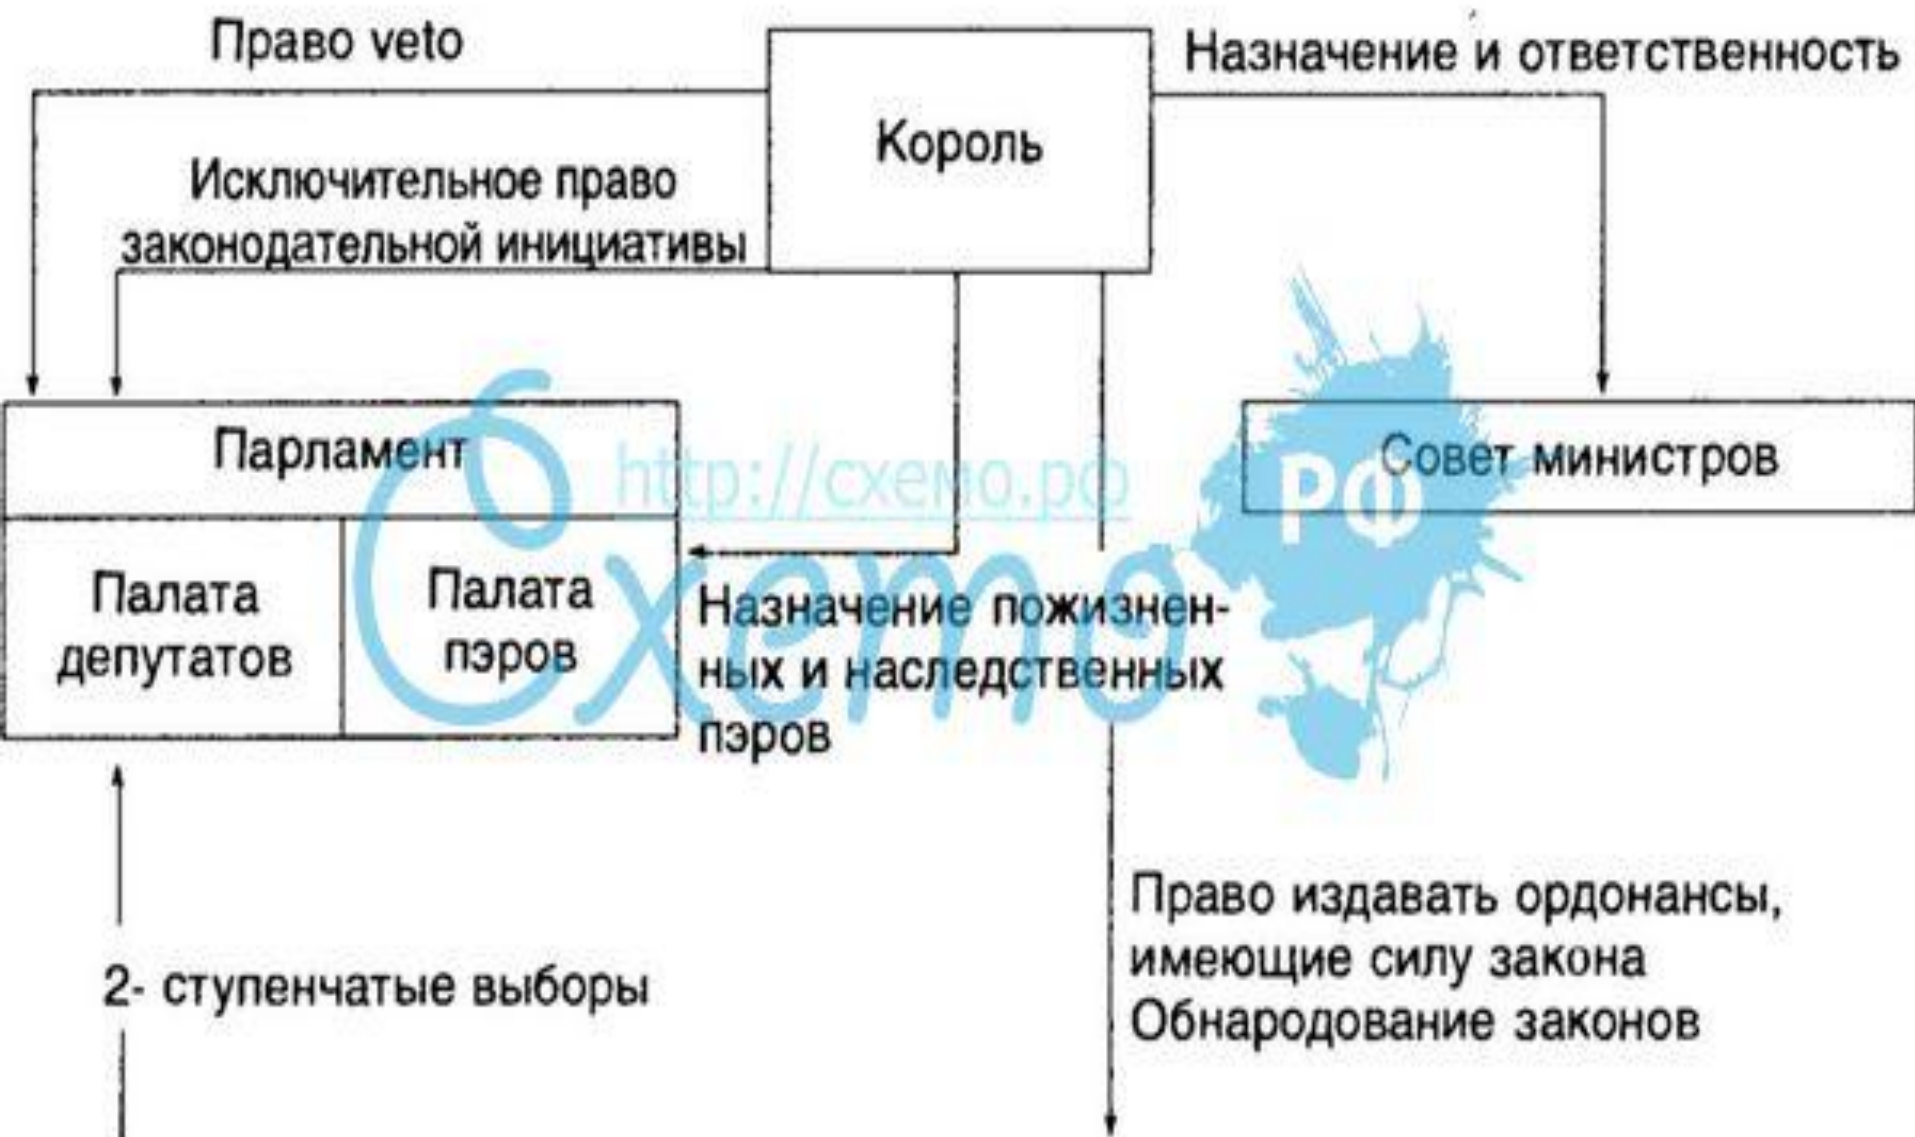 Право veto
Назначение и ответственность
Король
Исключительное право
законодательной инициативы
Парламент
http://схемо.рф
Совет министров
РФ
Схемо
Палата
депутатов
Палата
пэров
Назначение пожизнен-
ных и наследственных
пэров
Право издавать ордонансы,
имеющие силу закона
Обнародование законов
2- ступенчатые выборы